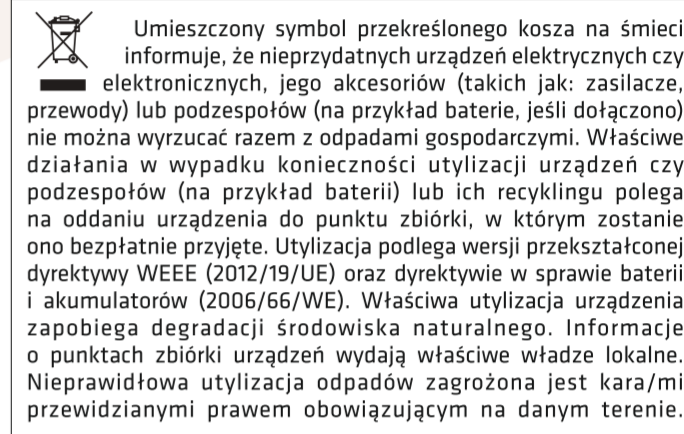 Umieszczony symbol przekreślonego kosza na śmieci
informuje, że nieprzydatnych urządzeń elektrycznych czy
elektronicznych, jego akcesoriów (takich jak: zasilacze,
przewody) lub podzespołów (na przykład baterie, jeśli dołączono)
nie można wyrzucać razem z odpadami gospodarczymi. Właściwe
działania w wypadku konieczności utylizacji urządzeń czy
podzespołów (na przykład baterii) lub ich recyklingu polega
na oddaniu urządzenia do punktu zbiórki, w którym zostanie
ono bezpłatnie przyjęte. Utylizacja podlega wersji przekształconej
dyrektywy WEEE (2012/19/UE) oraz dyrektywie w sprawie baterii
i akumulatorów (2006/66/WE). Właściwa utylizacja urządzenia
zapobiega degradacji środowiska naturalnego. Informacje
o punktach zbiórki urządzeń wydają właściwe władze lokalne.
Nieprawidłowa utylizacja odpadów zagrożona jest kara/mi
przewidzianymi prawem obowiązującym na danym terenie.